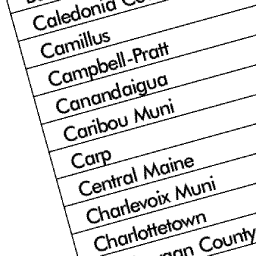 Caledonia
Camillus
Campbell-Pratt
Canandaigua
Caribou Muni
Carp
Central Maine
Charlevoix Muni
Charlottetown
County